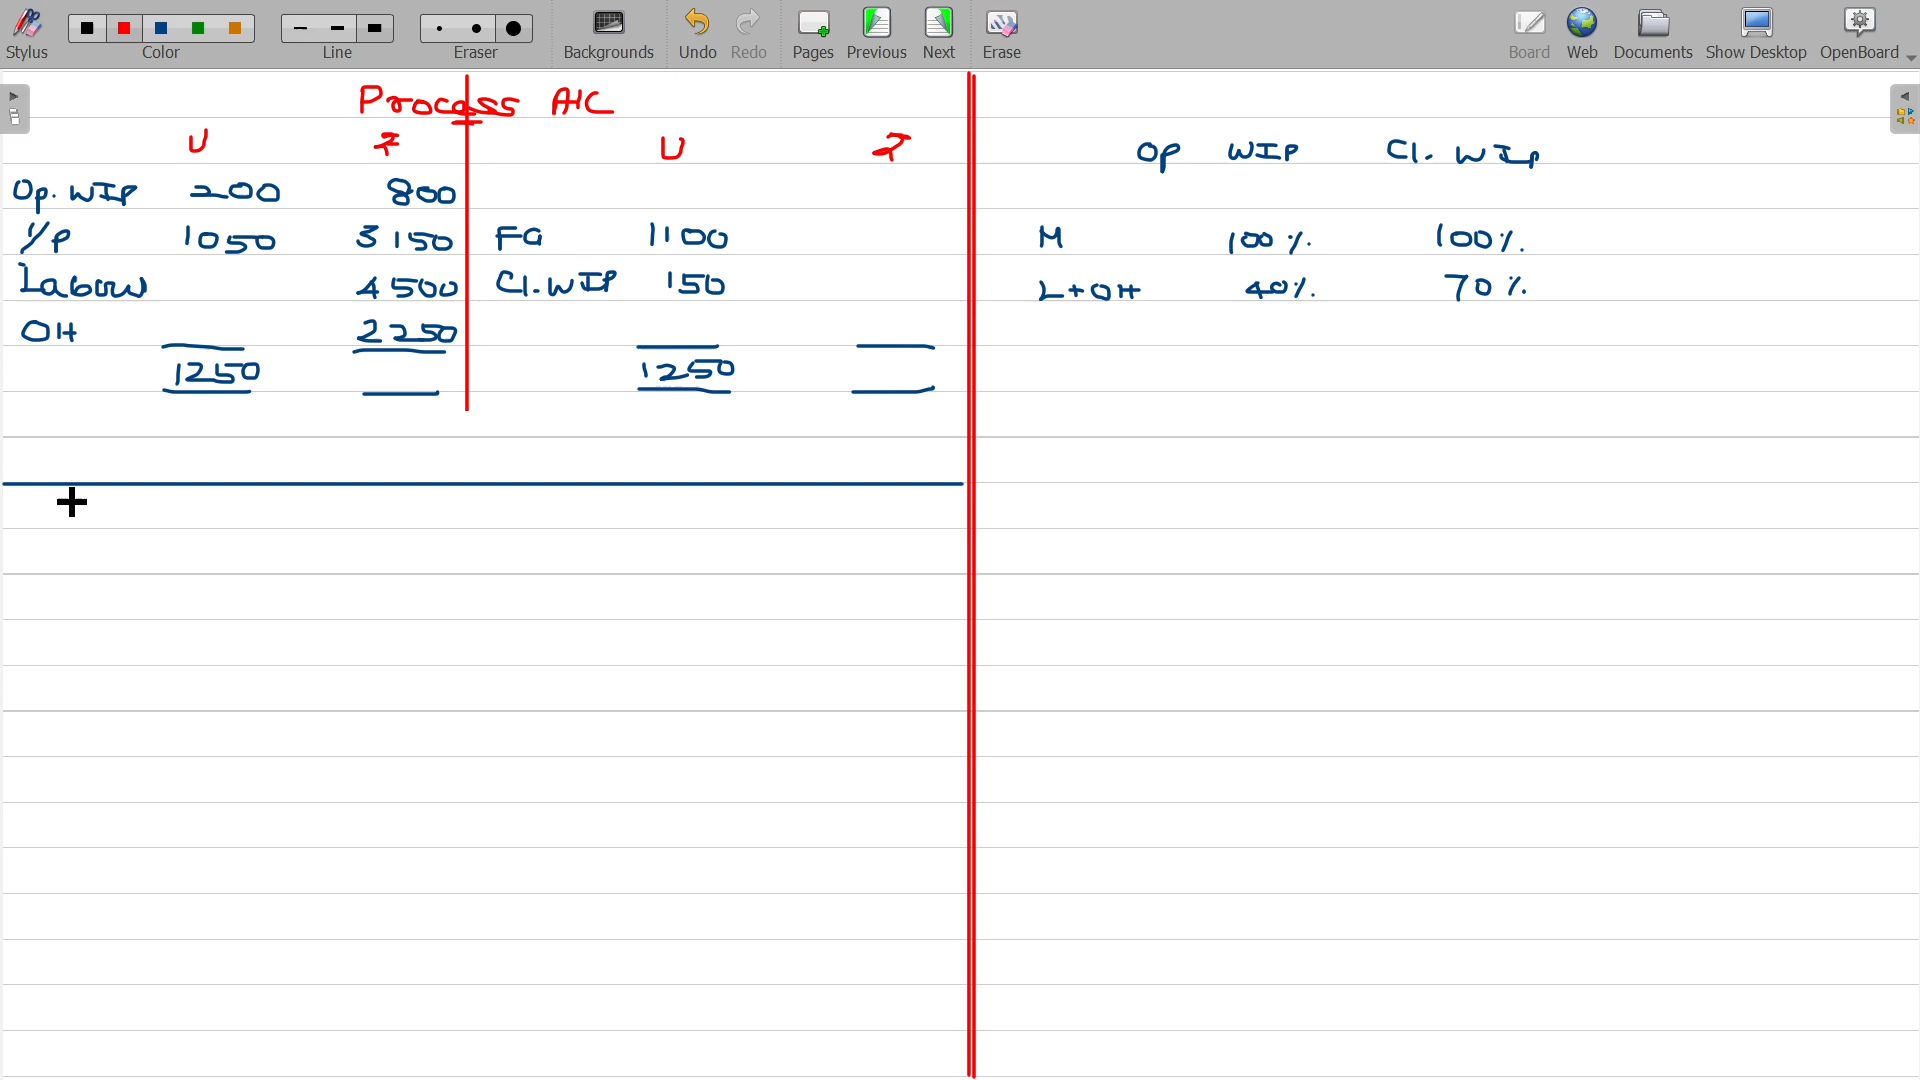 Stylus Color Line Eraser Backgrounds Undo Redo Pages Previous Next Erase Board Web Documents Show Desktop OpenBoard
Process A/C
U ₹ U ₹
Op. WIP 200 800
I/P 1050 3150 FG 1100
Labour 4500 Cl. WIP 150
OH 2250
1250 1250
Op WIP Cl. WIP
M 100 % 100 %
L+OH 40 % 70 %